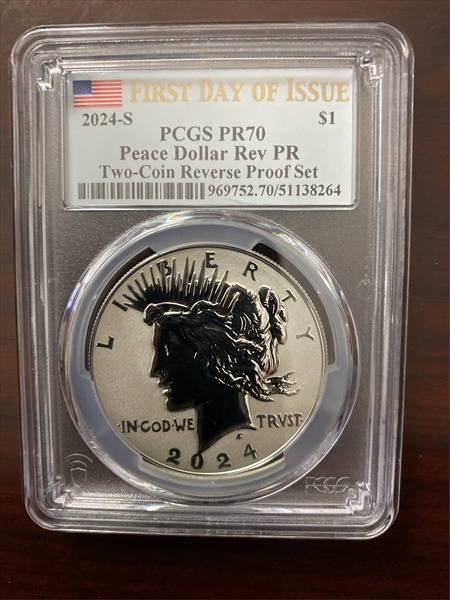 FIRST DAY OF ISSUE
2024-S $1
PCGS PR70
Peace Dollar Rev PR
Two-Coin Reverse Proof Set
969752.70/51138264
LIBERTY
IN·GOD·WE TRVST·
2024
PCGS